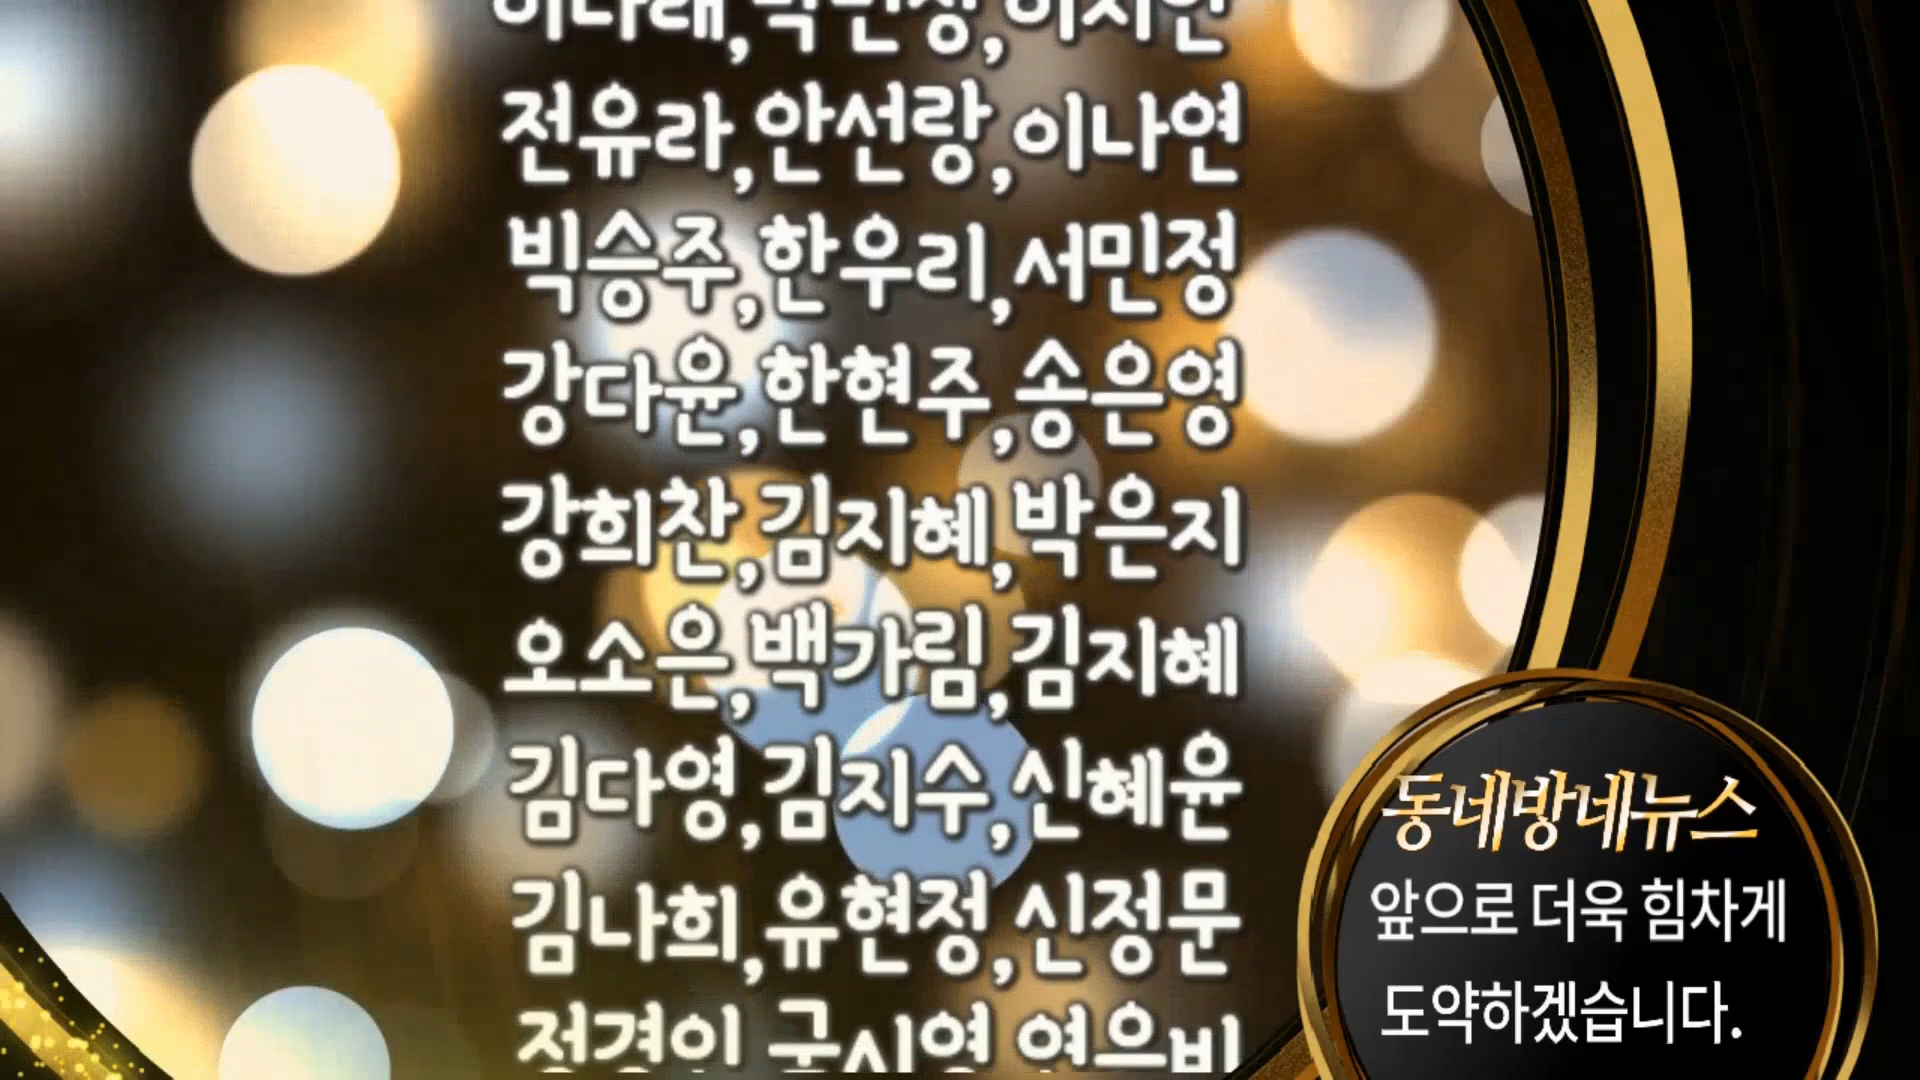 전유라,안선랑,이나연
빅승주,한우리,서민정
강다윤,한현주,송은영
강희찬,김지혜,박은지
오소은,백가림,김지혜
김다영,김지수,신혜윤
김나희,유현정,신정문
동네방네뉴스
앞으로 더욱 힘차게
도약하겠습니다.